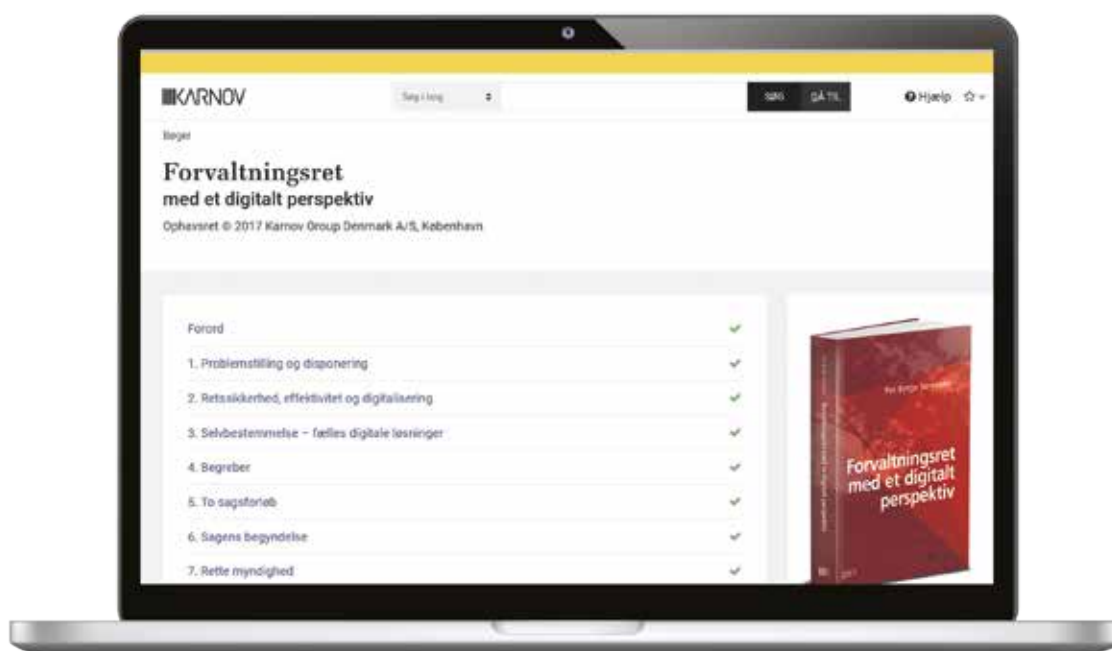 KARNOV
Søg i bog
SØG
GÅ TIL
Hjælp
Bøger
Forvaltningsret
med et digitalt perspektiv
Ophavsret © 2017 Karnov Group Denmark A/S, København
Forord
1. Problemstilling og disponering
2. Retssikkerhed, effektivitet og digitalisering
3. Selvbestemmelse – fælles digitale løsninger
4. Begreber
5. To sagsforløb
6. Sagens begyndelse
7. Rette myndighed
Forvaltningsret
med et digitalt
perspektiv